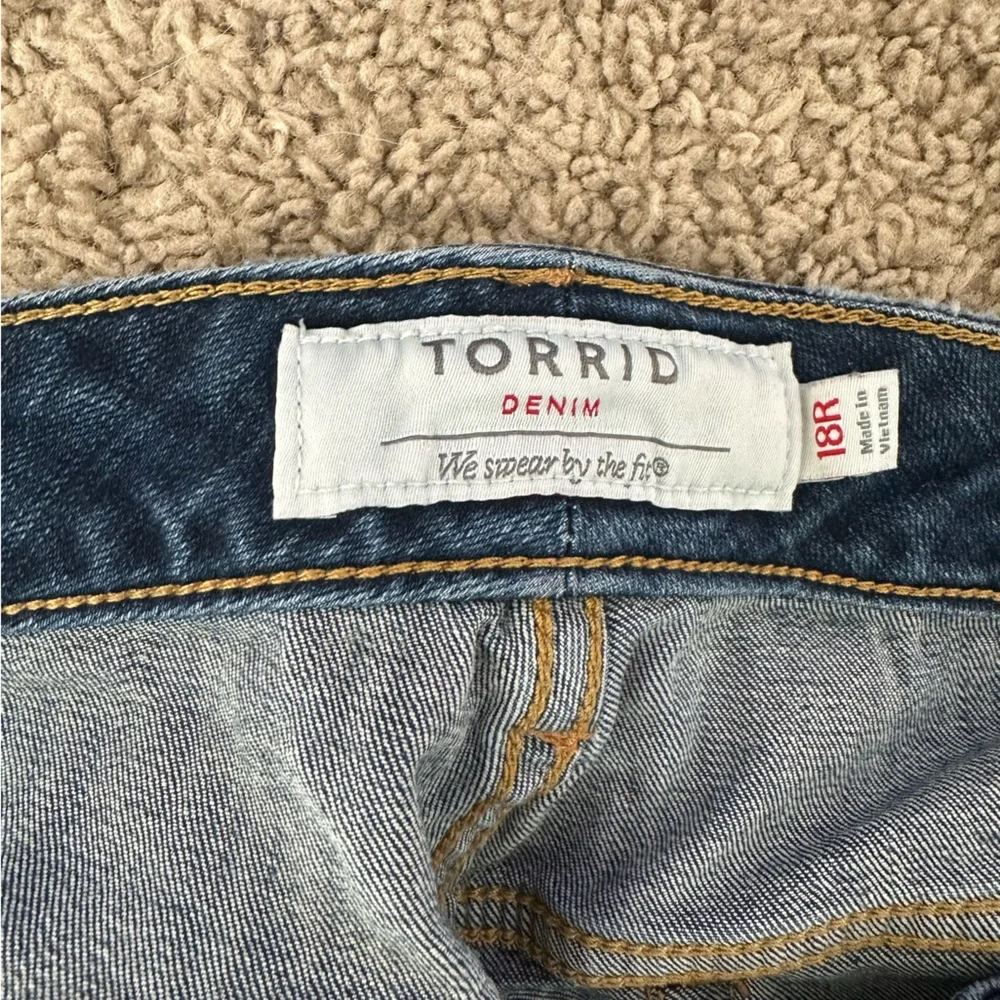 TORRID
DENIM
We swear by the fit®
18R
Made in
Vietnam